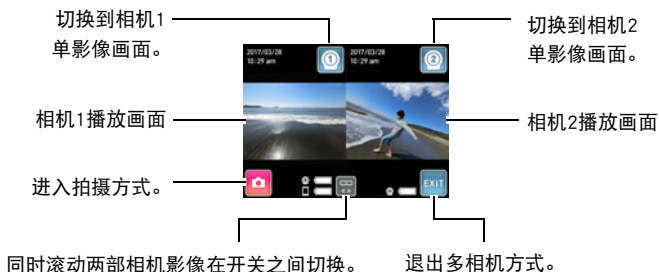 切换到相机1
单影像画面。
切换到相机2
单影像画面。
2017/03/28
10:29 am
1
2017/03/28
10:29 am
2
相机1播放画面
相机2播放画面
进入拍摄方式。
EXIT
同时滚动两部相机影像在开关之间切换。
退出多相机方式。